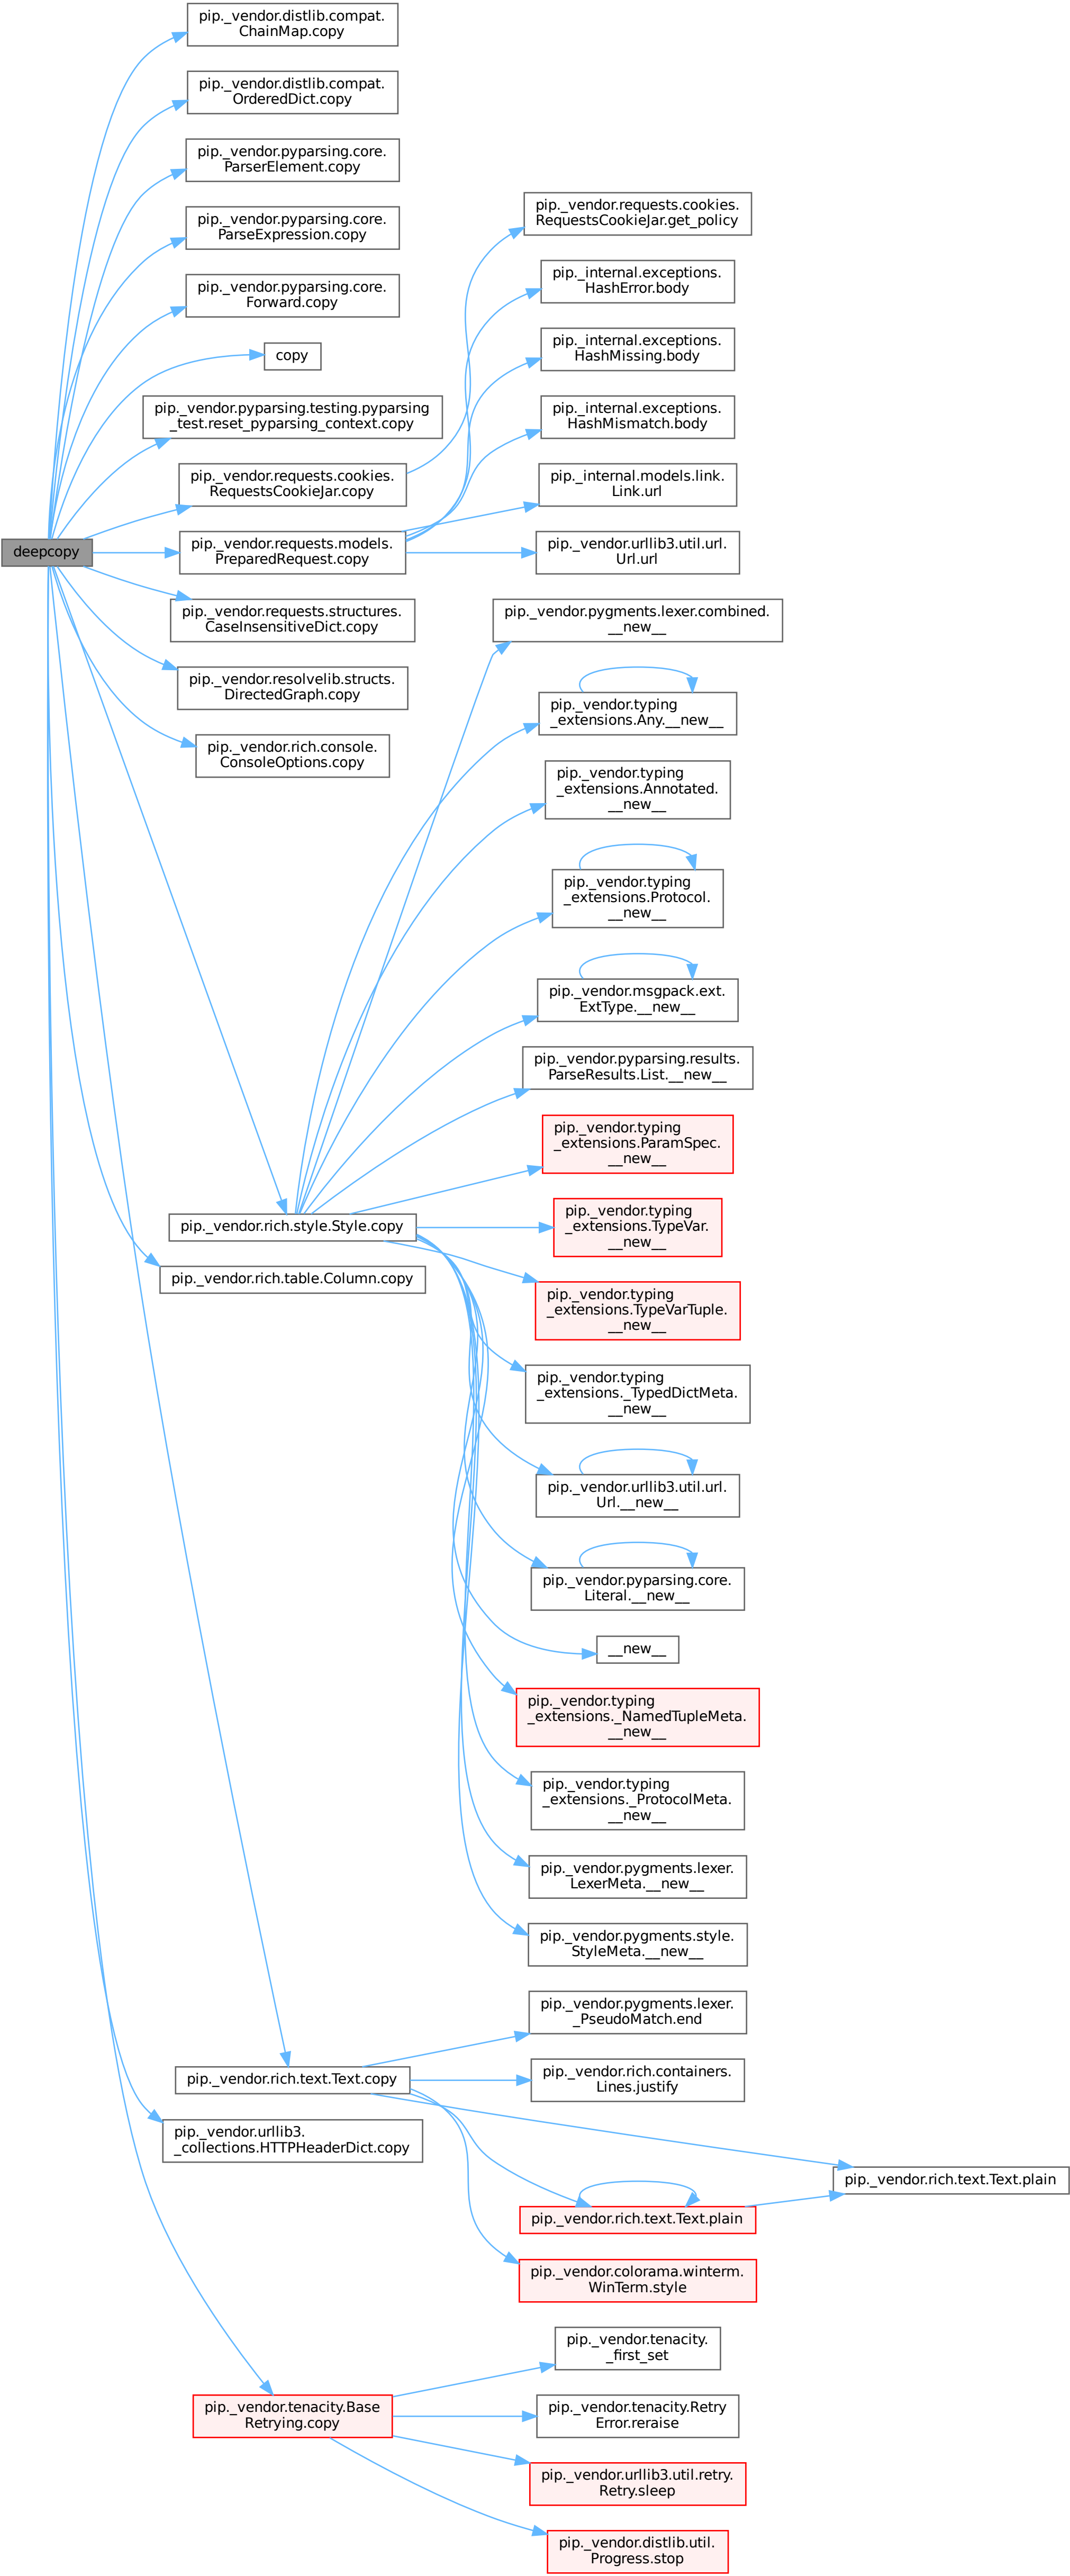 pip._vendor.distlib.compat.
ChainMap.copy
pip._vendor.distlib.compat.
OrderedDict.copy
pip._vendor.pyparsing.core.
ParserElement.copy
pip._vendor.pyparsing.core.
ParseExpression.copy
pip._vendor.pyparsing.core.
Forward.copy
copy
pip._vendor.pyparsing.testing.pyparsing
_test.reset_pyparsing_context.copy
pip._vendor.requests.cookies.
RequestsCookieJar.copy
deepcopy
pip._vendor.requests.models.
PreparedRequest.copy
pip._vendor.requests.structures.
CaseInsensitiveDict.copy
pip._vendor.resolvelib.structs.
DirectedGraph.copy
pip._vendor.rich.console.
ConsoleOptions.copy
pip._vendor.rich.style.Style.copy
pip._vendor.rich.table.Column.copy
pip._vendor.rich.text.Text.copy
pip._vendor.urllib3.
_collections.HTTPHeaderDict.copy
pip._vendor.tenacity.Base
Retrying.copy
pip._vendor.requests.cookies.
RequestsCookieJar.get_policy
pip._internal.exceptions.
HashError.body
pip._internal.exceptions.
HashMissing.body
pip._internal.exceptions.
HashMismatch.body
pip._internal.models.link.
Link.url
pip._vendor.urllib3.util.url.
Url.url
pip._vendor.pygments.lexer.combined.
__new__
pip._vendor.typing
_extensions.Any.__new__
pip._vendor.typing
_extensions.Annotated.
__new__
pip._vendor.typing
_extensions.Protocol.
__new__
pip._vendor.msgpack.ext.
ExtType.__new__
pip._vendor.pyparsing.results.
ParseResults.List.__new__
pip._vendor.typing
_extensions.ParamSpec.
__new__
pip._vendor.typing
_extensions.TypeVar.
__new__
pip._vendor.typing
_extensions.TypeVarTuple.
__new__
pip._vendor.typing
_extensions._TypedDictMeta.
__new__
pip._vendor.urllib3.util.url.
Url.__new__
pip._vendor.pyparsing.core.
Literal.__new__
__new__
pip._vendor.typing
_extensions._NamedTupleMeta.
__new__
pip._vendor.typing
_extensions._ProtocolMeta.
__new__
pip._vendor.pygments.lexer.
LexerMeta.__new__
pip._vendor.pygments.style.
StyleMeta.__new__
pip._vendor.pygments.lexer.
_PseudoMatch.end
pip._vendor.rich.containers.
Lines.justify
pip._vendor.rich.text.Text.plain
pip._vendor.rich.text.Text.plain
pip._vendor.colorama.winterm.
WinTerm.style
pip._vendor.tenacity.
_first_set
pip._vendor.tenacity.Retry
Error.reraise
pip._vendor.urllib3.util.retry.
Retry.sleep
pip._vendor.distlib.util.
Progress.stop